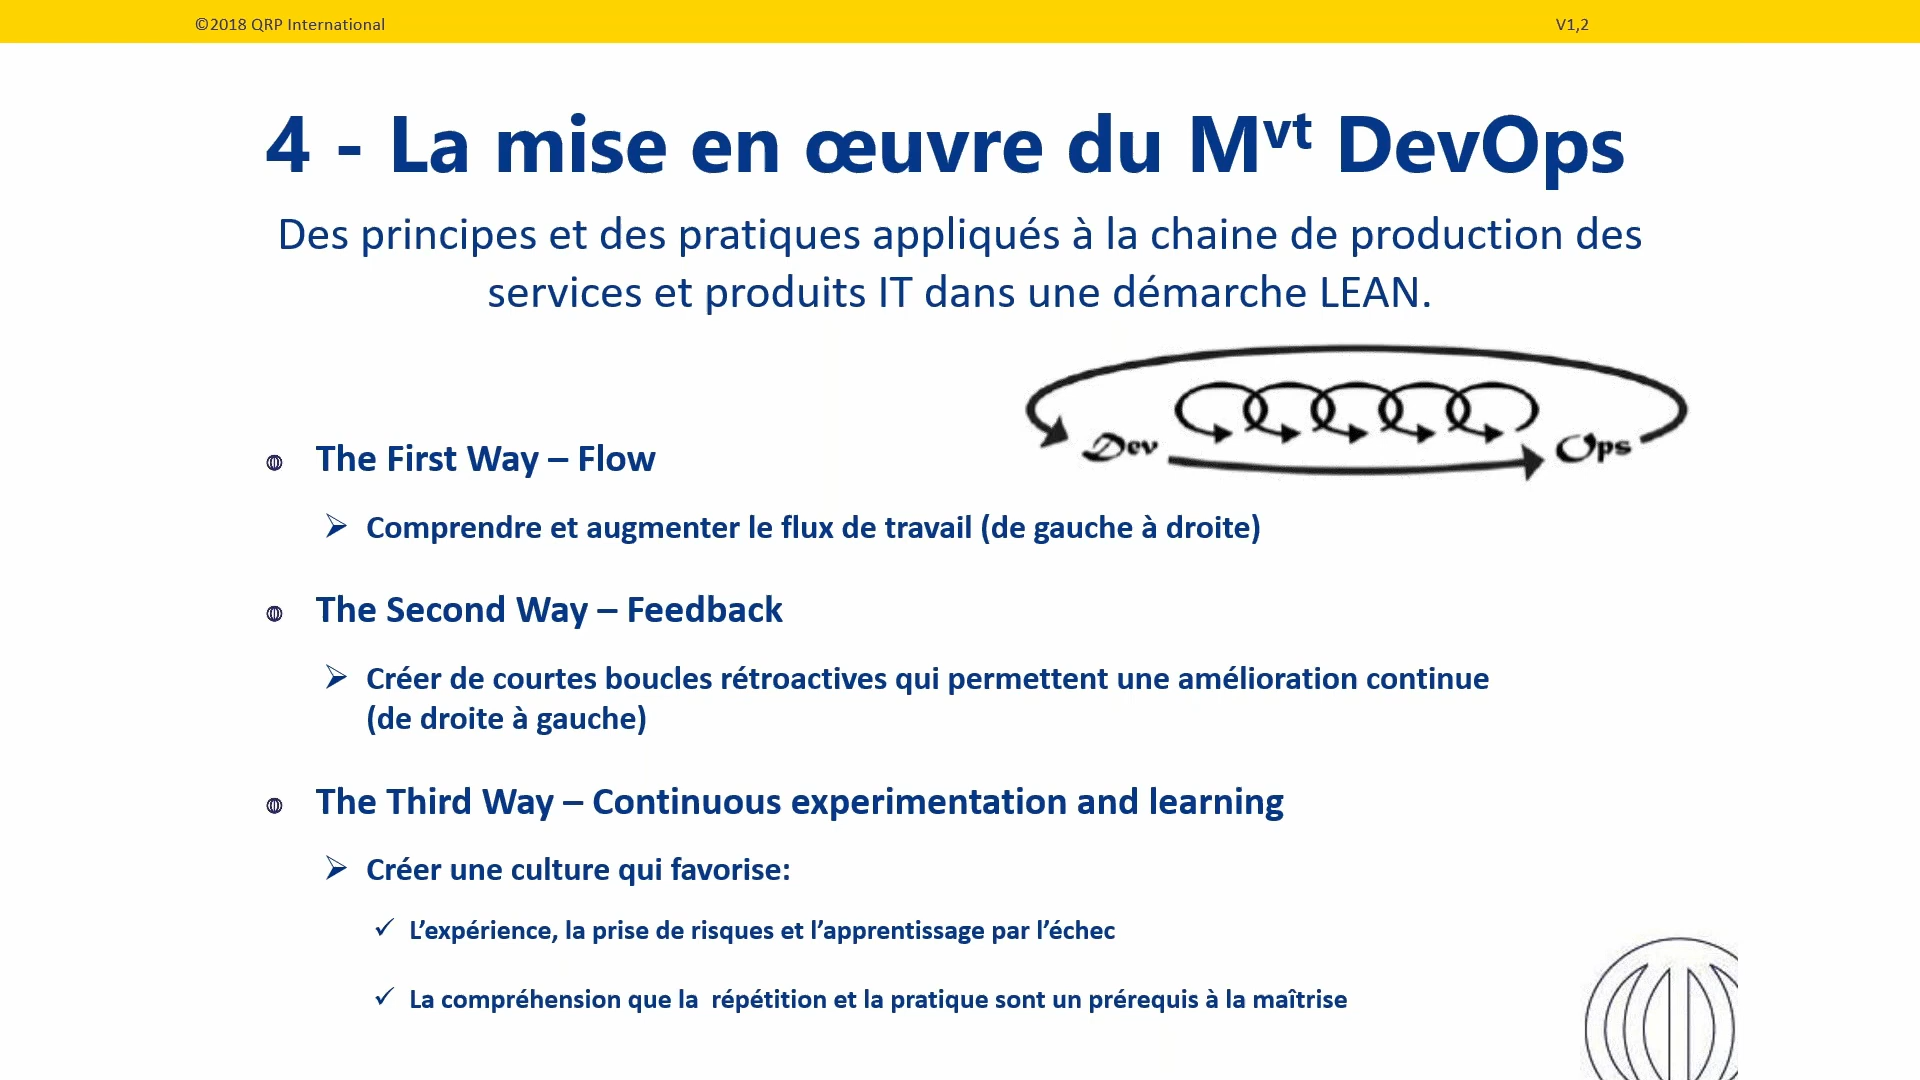 ©2018 QRP International
V1,2
4 - La mise en œuvre du Mvt DevOps
Des principes et des pratiques appliqués à la chaine de production des
services et produits IT dans une démarche LEAN.
Dev
Ops
The First Way – Flow
Comprendre et augmenter le flux de travail (de gauche à droite)
The Second Way – Feedback
Créer de courtes boucles rétroactives qui permettent une amélioration continue
(de droite à gauche)
The Third Way – Continuous experimentation and learning
Créer une culture qui favorise:
L’expérience, la prise de risques et l’apprentissage par l’échec
La compréhension que la  répétition et la pratique sont un prérequis à la maîtrise